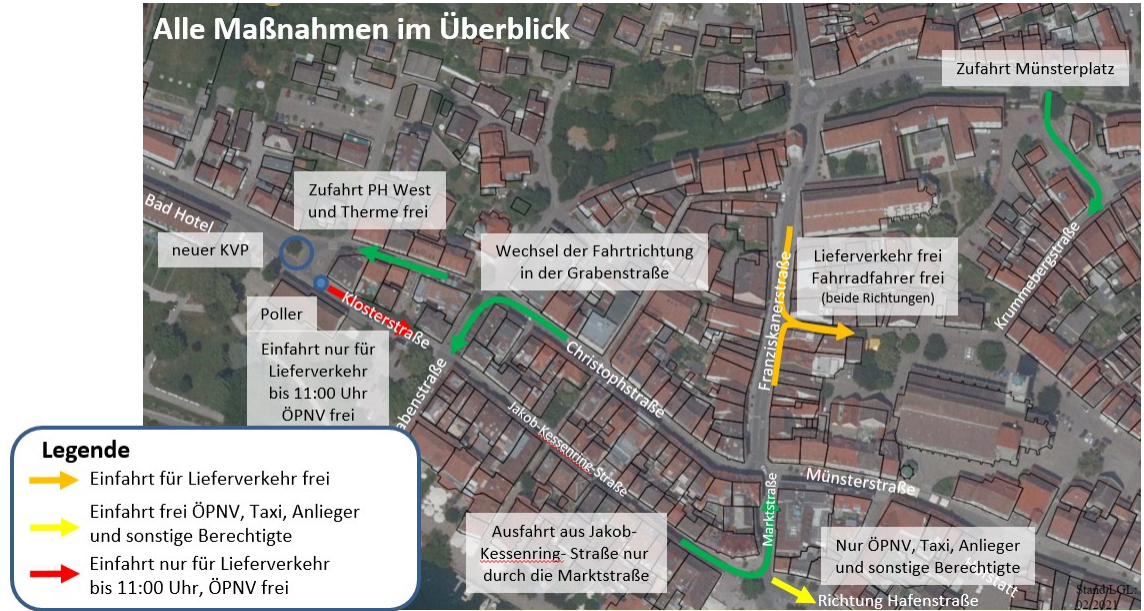 Alle Maßnahmen im Überblick
Zufahrt Münsterplatz
Zufahrt PH West
und Therme frei
Bad Hotel
neuer KVP
Wechsel der Fahrtrichtung
in der Grabenstraße
Lieferverkehr frei
Fahrradfahrer frei
(beide Richtungen)
Krummebergstraße
Franziskanerstraße
Poller
Klosterstraße
Einfahrt nur für
Lieferverkehr
bis 11:00 Uhr
ÖPNV frei
abenstraße
Christophstraße
Jakob-Kessenring-Straße
Münsterstraße
Marktstraße
Legende
Einfahrt für Lieferverkehr frei
Einfahrt frei ÖPNV, Taxi, Anlieger
und sonstige Berechtigte
Einfahrt nur für Lieferverkehr
bis 11:00 Uhr, ÖPNV frei
Ausfahrt aus Jakob-
Kessenring- Straße nur
durch die Marktstraße
Nur ÖPNV, Taxi, Anlieger
und sonstige Berechtigte
statt
Richtung Hafenstraße
Stand LGL
02/2021